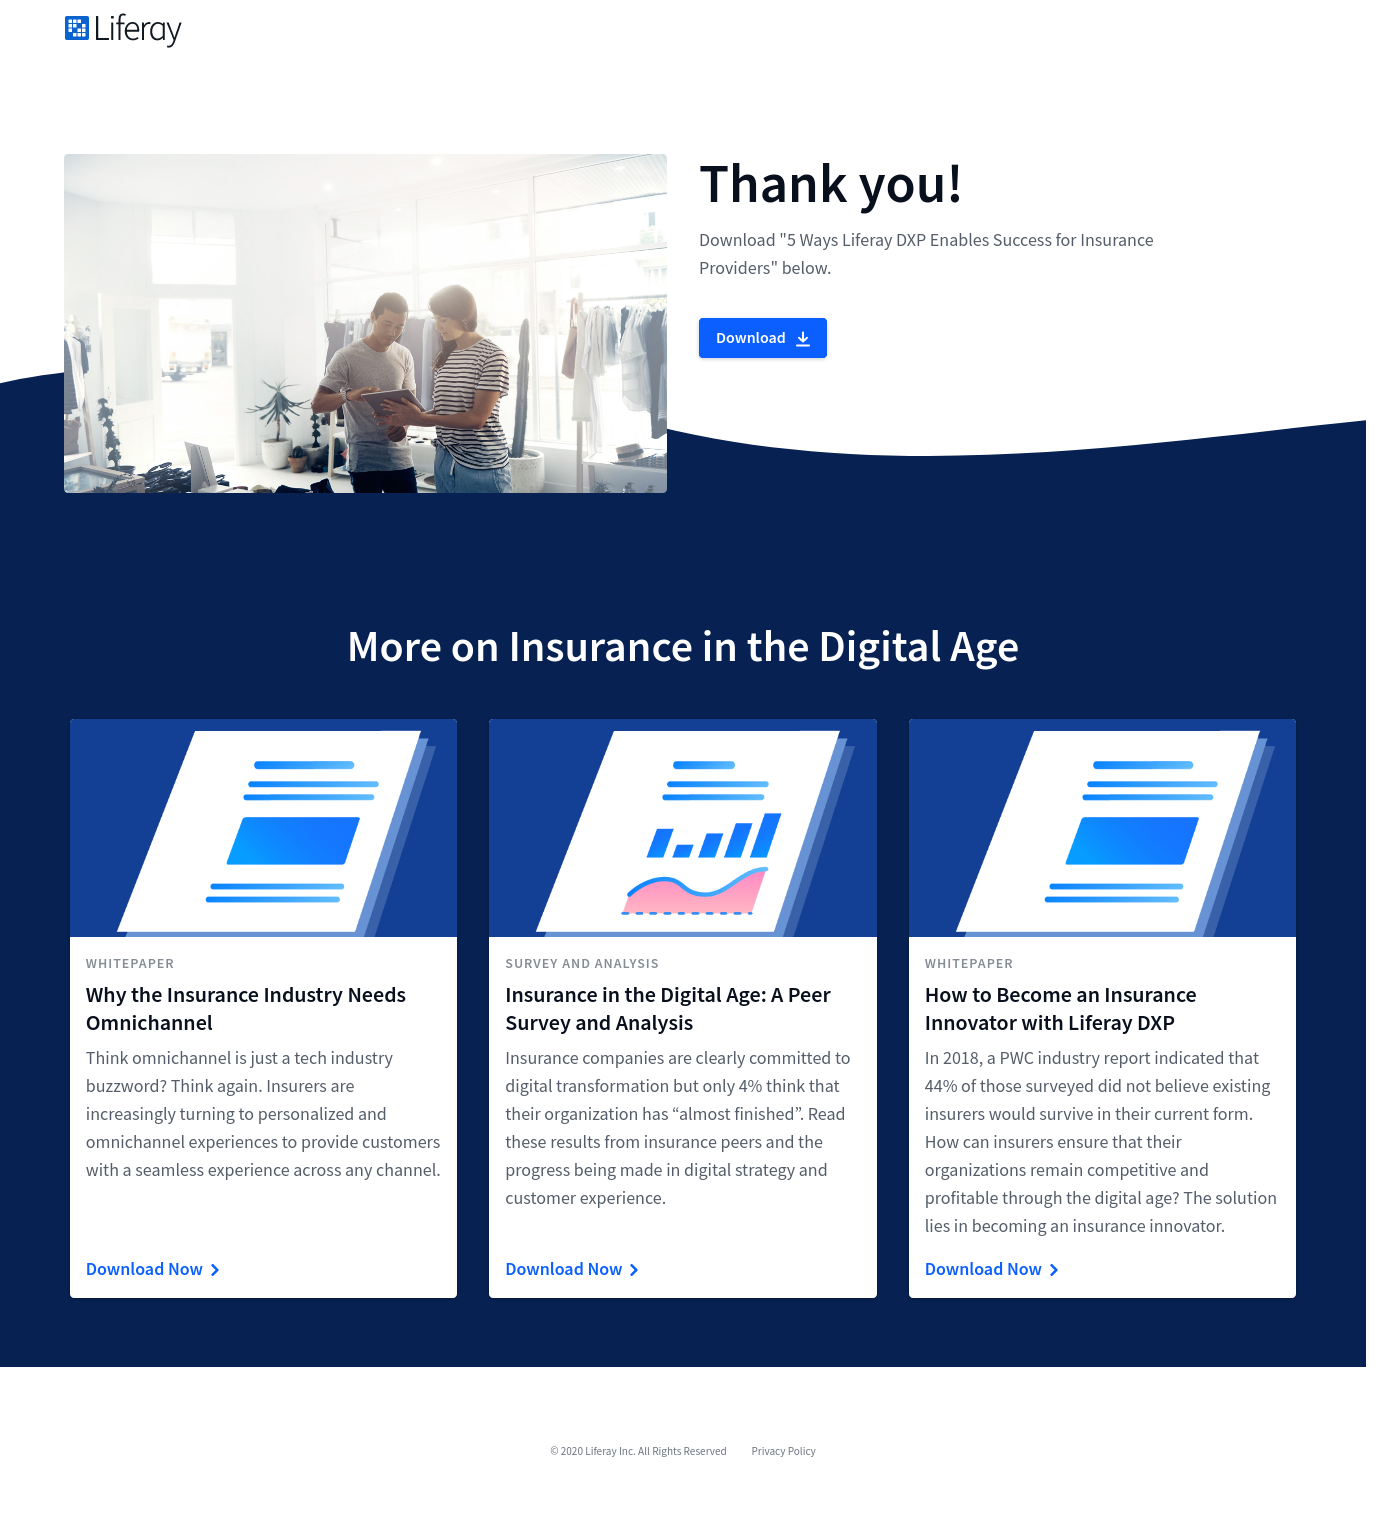 Liferay
Thank you!
Download "5 Ways Liferay DXP Enables Success for Insurance
Providers" below.
Download
More on Insurance in the Digital Age
WHITEPAPER
Why the Insurance Industry Needs
Omnichannel
Think omnichannel is just a tech industry
buzzword? Think again. Insurers are
increasingly turning to personalized and
omnichannel experiences to provide customers
with a seamless experience across any channel.
Download Now
SURVEY AND ANALYSIS
Insurance in the Digital Age: A Peer
Survey and Analysis
Insurance companies are clearly committed to
digital transformation but only 4% think that
their organization has “almost finished”. Read
these results from insurance peers and the
progress being made in digital strategy and
customer experience.
Download Now
WHITEPAPER
How to Become an Insurance
Innovator with Liferay DXP
In 2018, a PWC industry report indicated that
44% of those surveyed did not believe existing
insurers would survive in their current form.
How can insurers ensure that their
organizations remain competitive and
profitable through the digital age? The solution
lies in becoming an insurance innovator.
Download Now
© 2020 Liferay Inc. All Rights Reserved Privacy Policy